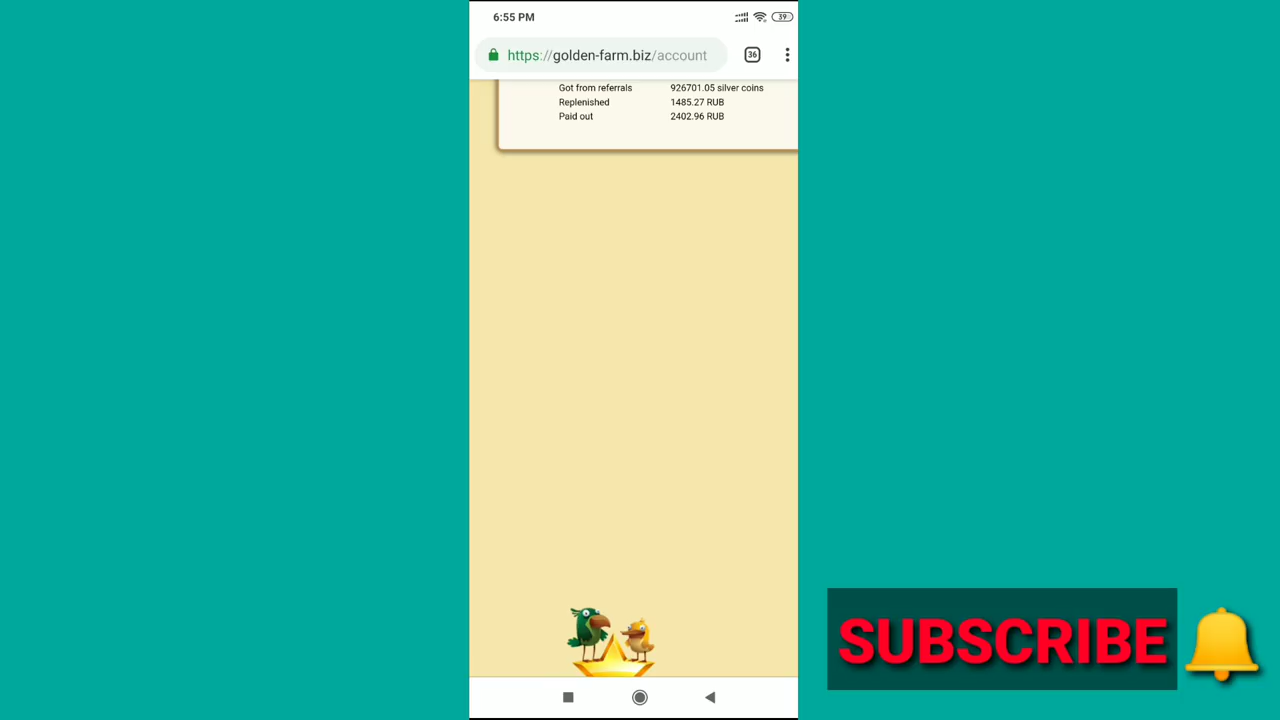 6:55 PM
39
https://golden-farm.biz/account
36
Got from referrals 926701.05 silver coins
Replenished 1485.27 RUB
Paid out 2402.96 RUB
SUBSCRIBE